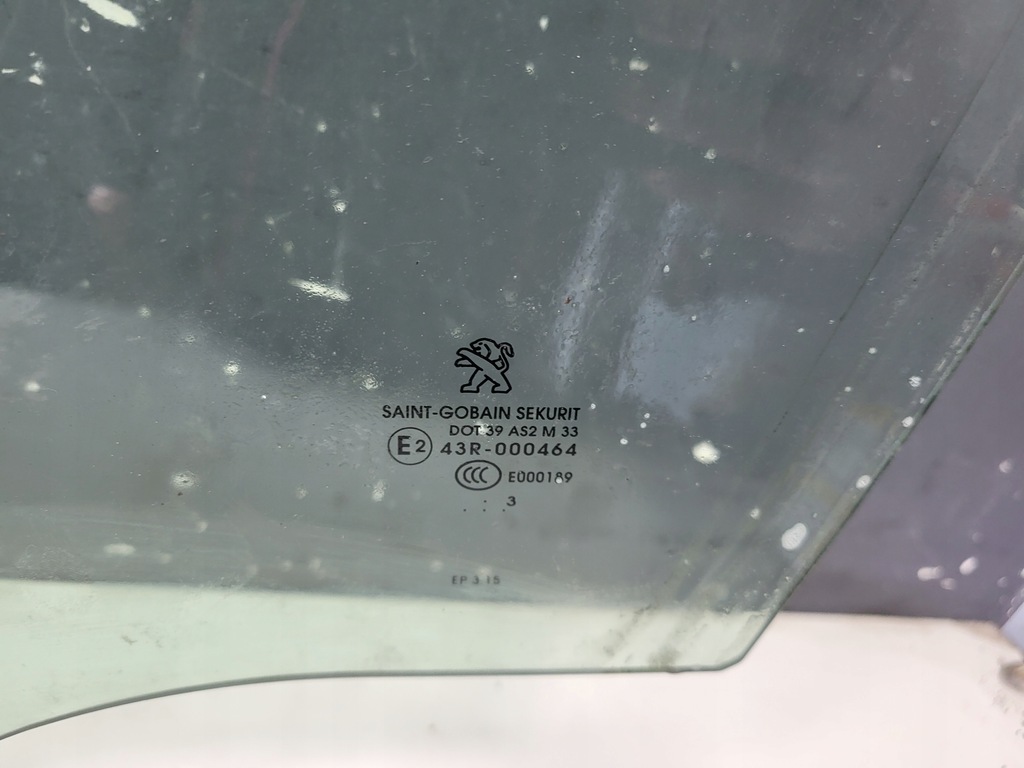 SAINT-GOBAIN SEKURIT
DOT 39 AS2 M 33
E2 43R-000464
CCC E000189
. : . 3
EP 3 15